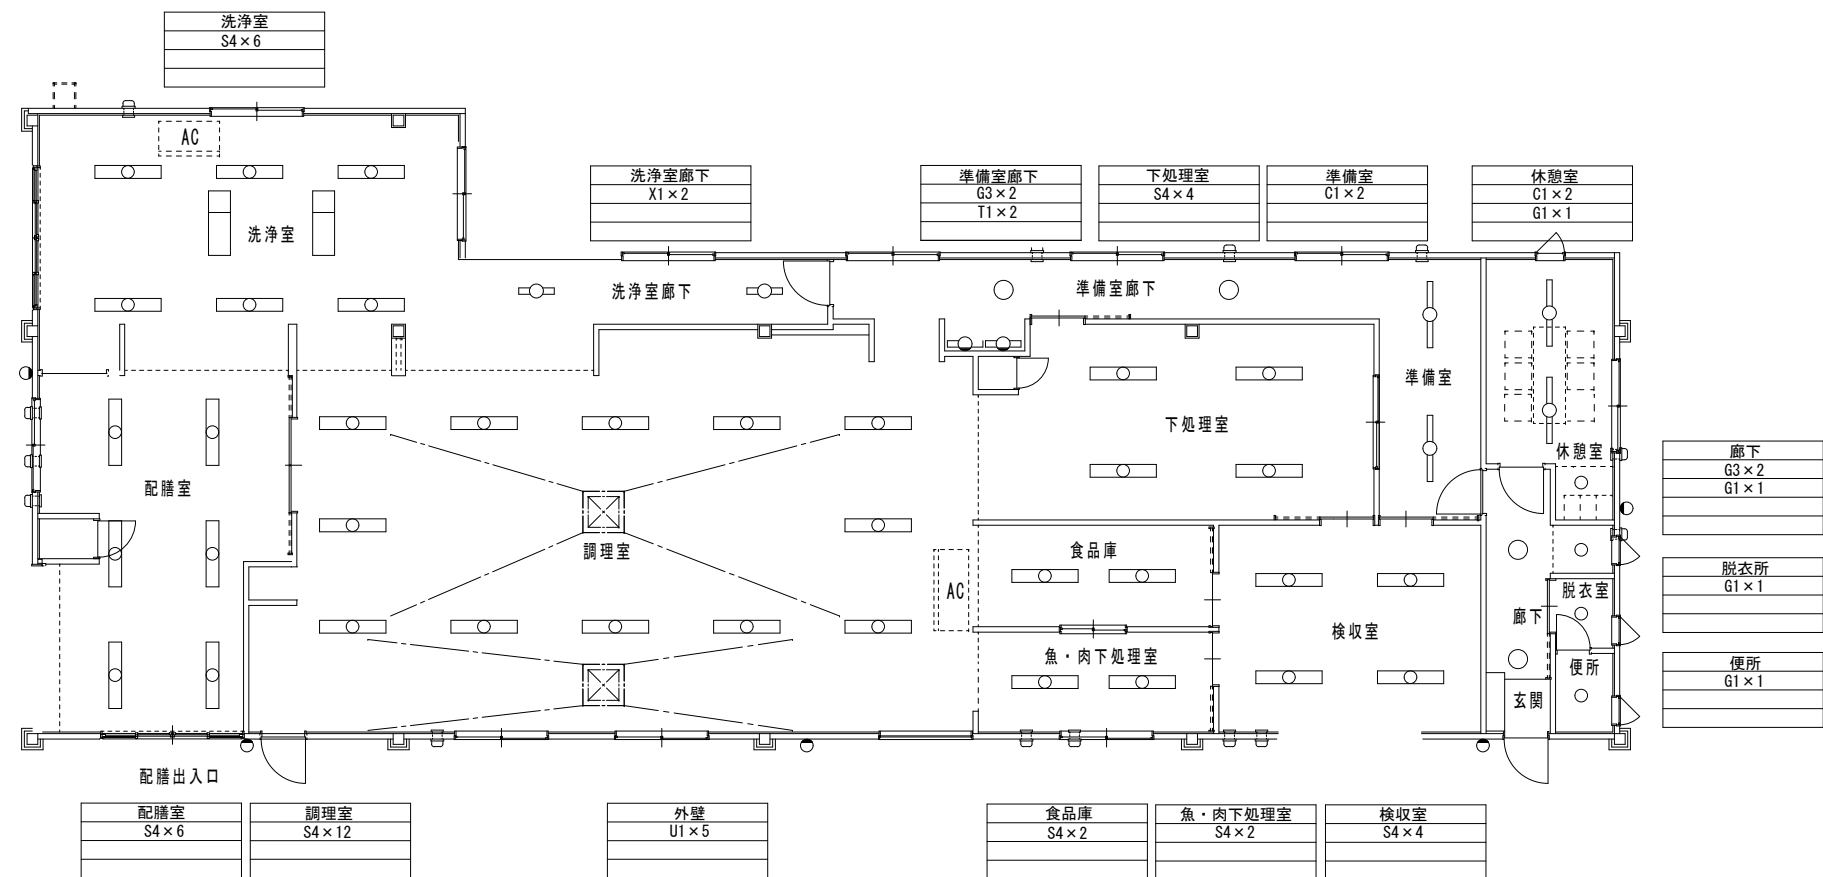 洗浄室
S4×6
AC
洗浄室廊下
X1×2
準備室廊下
G3×2
T1×2
下処理室
S4×4
準備室
C1×2
休憩室
C1×2
G1×1
洗浄室
洗浄室廊下
準備室廊下
準備室
下処理室
休憩室
配膳室
調理室
食品庫
AC
魚・肉下処理室
検収室
廊下
脱衣室
便所
玄関
廊下
G3×2
G1×1
脱衣所
G1×1
便所
G1×1
配膳出入口
配膳室
S4×6
調理室
S4×12
外壁
U1×5
食品庫
S4×2
魚・肉下処理室
S4×2
検収室
S4×4